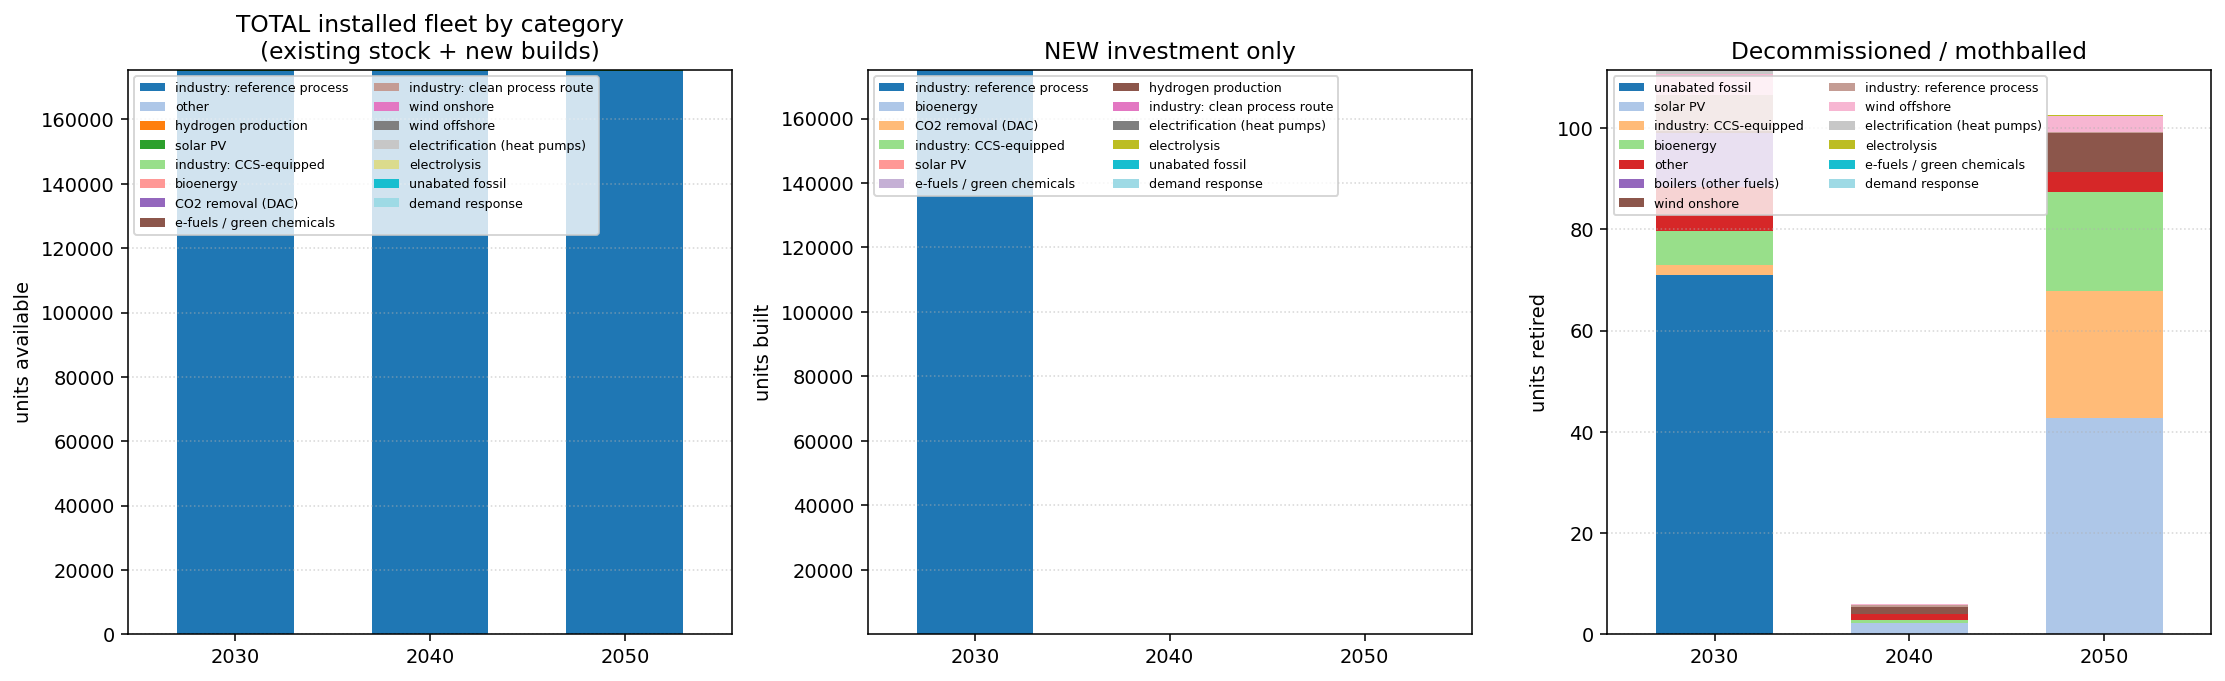 TOTAL installed fleet by category
(existing stock + new builds)
units available
160000
140000
120000
100000
80000
60000
40000
20000
0
industry: reference process
other
hydrogen production
solar PV
industry: CCS-equipped
bioenergy
CO2 removal (DAC)
e-fuels / green chemicals
industry: clean process route
wind onshore
wind offshore
electrification (heat pumps)
electrolysis
unabated fossil
demand response
2030
2040
2050
NEW investment only
units built
160000
140000
120000
100000
80000
60000
40000
20000
industry: reference process
bioenergy
CO2 removal (DAC)
industry: CCS-equipped
solar PV
e-fuels / green chemicals
hydrogen production
industry: clean process route
electrification (heat pumps)
electrolysis
unabated fossil
demand response
2030
2040
2050
Decommissioned / mothballed
units retired
100
80
60
40
20
0
unabated fossil
solar PV
industry: CCS-equipped
bioenergy
other
boilers (other fuels)
wind onshore
industry: reference process
wind offshore
electrification (heat pumps)
electrolysis
e-fuels / green chemicals
demand response
2030
2040
2050